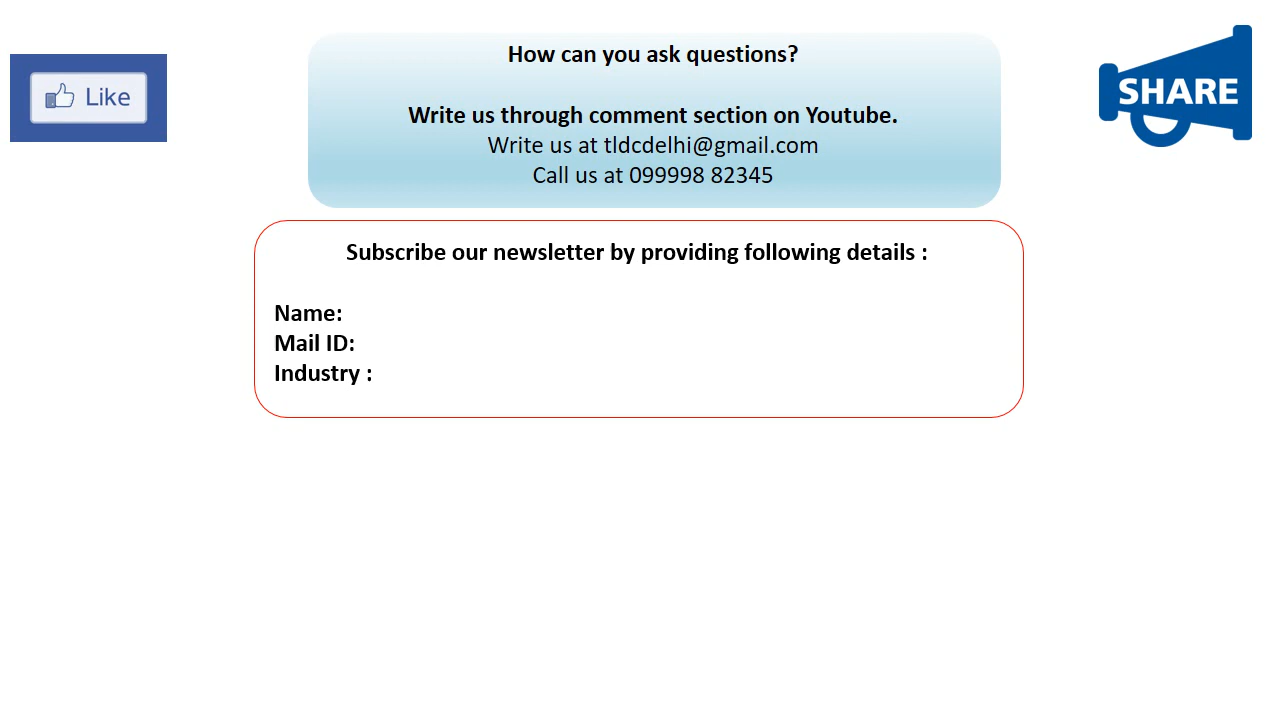 Like
How can you ask questions?
Write us through comment section on Youtube.
Write us at tldcdelhi@gmail.com
Call us at 099998 82345
SHARE
Subscribe our newsletter by providing following details :
Name:
Mail ID:
Industry :